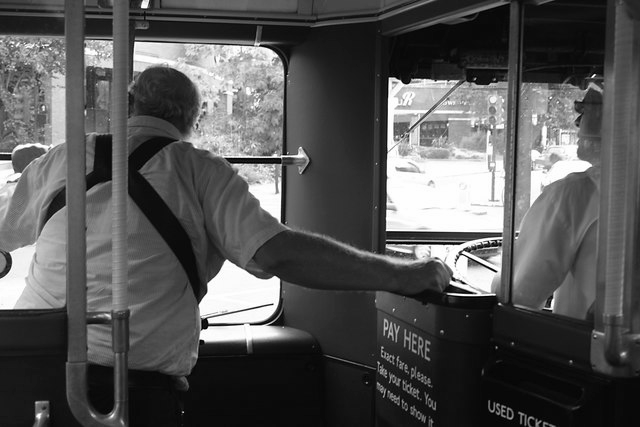 PAY HERE
Exact fare, please.
Take your ticket. You
may need to show it
USED TICKET